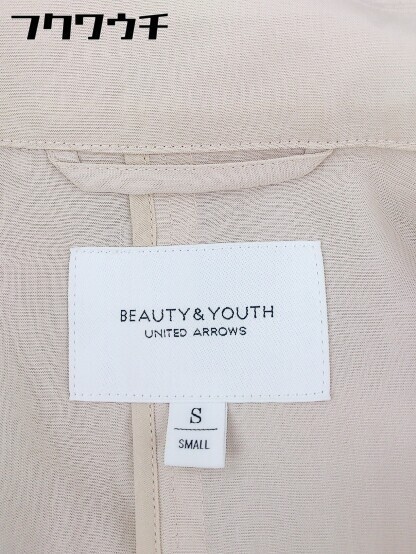 フクワウチ
BEAUTY&YOUTH
UNITED ARROWS
S
SMALL